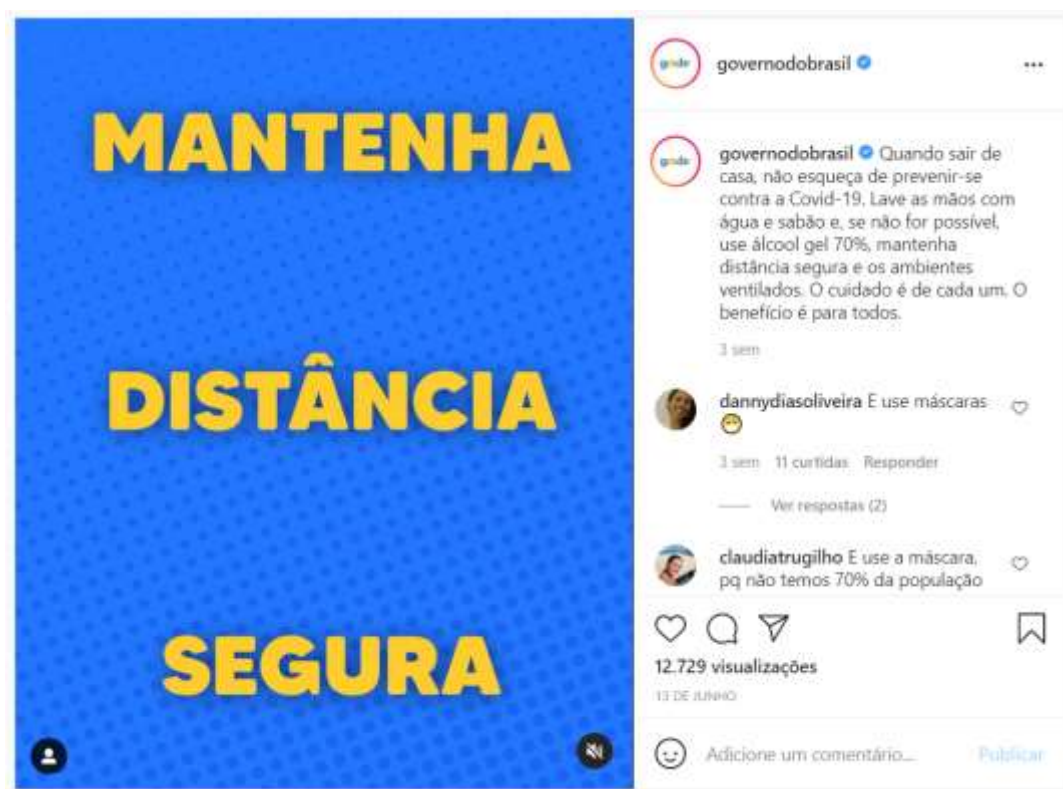 MANTENHA
DISTÂNCIA
SEGURA
governodobrasil
governodobrasil Quando sair de
casa, não esqueça de prevenir-se
contra a Covid-19. Lave as mãos com
água e sabão e, se não for possível,
use álcool gel 70%, mantenha
distância segura e os ambientes
ventilados. O cuidado é de cada um. O
benefício é para todos.
3 sem
dannydiasoliveira E use máscaras
3 sem 11 curtidas Responder
Ver respostas (2)
claudiatrugilho E use a máscara,
pq não temos 70% da população
12.729 visualizações
13 DE JUNHO
Adicione um comentário... Publicar